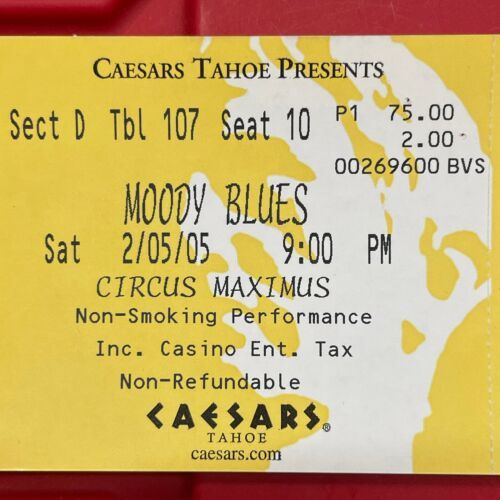 CAESARS TAHOE PRESENTS
Sect D Tbl 107 Seat 10 P1 75.00
2.00
00269600 BVS
MOODY BLUES
Sat 2/05/05 9:00 PM
CIRCUS MAXIMUS
Non-Smoking Performance
Inc. Casino Ent. Tax
Non-Refundable
CAESARS®
TAHOE
caesars.com